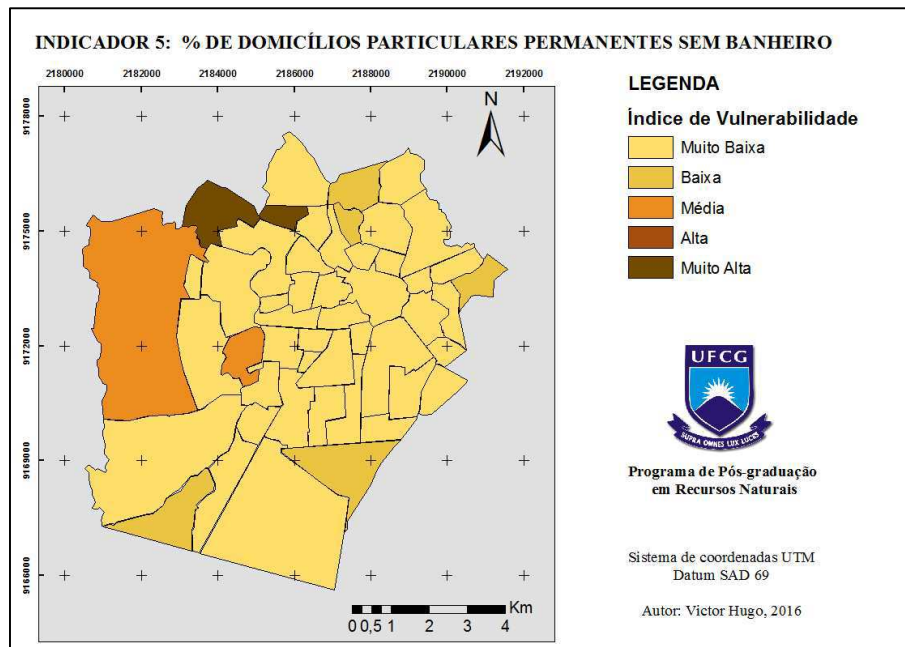 INDICADOR 5: % DE DOMICÍLIOS PARTICULARES PERMANENTES SEM BANHEIRO
2180000 2182000 2184000 2186000 2188000 2190000 2192000
9178000
9175000
9172000
9169000
9166000
N
Km
0 0,5 1 2 3 4
LEGENDA
Índice de Vulnerabilidade
Muito Baixa
Baixa
Média
Alta
Muito Alta
UFCG
SUPRA OMNES LUX LUCES
Programa de Pós-graduação
em Recursos Naturais
Sistema de coordenadas UTM
Datum SAD 69
Autor: Victor Hugo, 2016